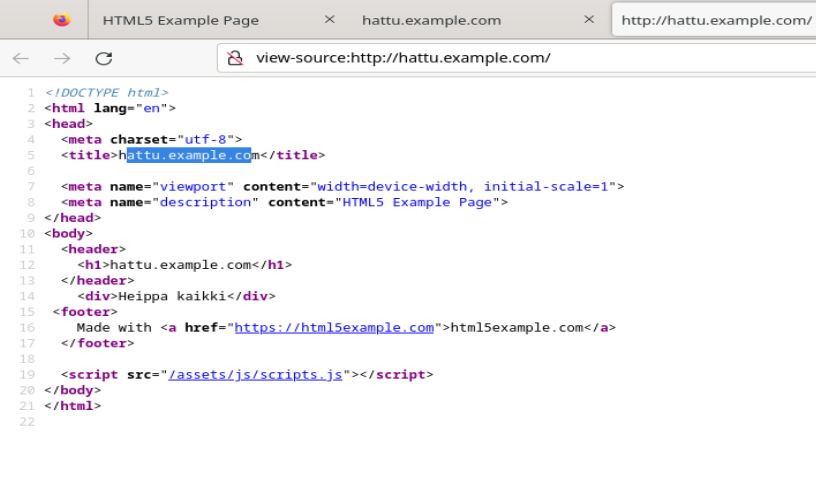 HTML5 Example Page × hattu.example.com × http://hattu.example.com/
view-source:http://hattu.example.com/
1 <!DOCTYPE html>
2 <html lang="en">
3 <head>
4 <meta charset="utf-8">
5 <title>hattu.example.com</title>
6
7 <meta name="viewport" content="width=device-width, initial-scale=1">
8 <meta name="description" content="HTML5 Example Page">
9 </head>
10 <body>
11 <header>
12 <h1>hattu.example.com</h1>
13 </header>
14 <div>Heippa kaikki</div>
15 <footer>
16 Made with <a href="https://html5example.com">html5example.com</a>
17 </footer>
18
19 <script src="/assets/js/scripts.js"></script>
20 </body>
21 </html>
22